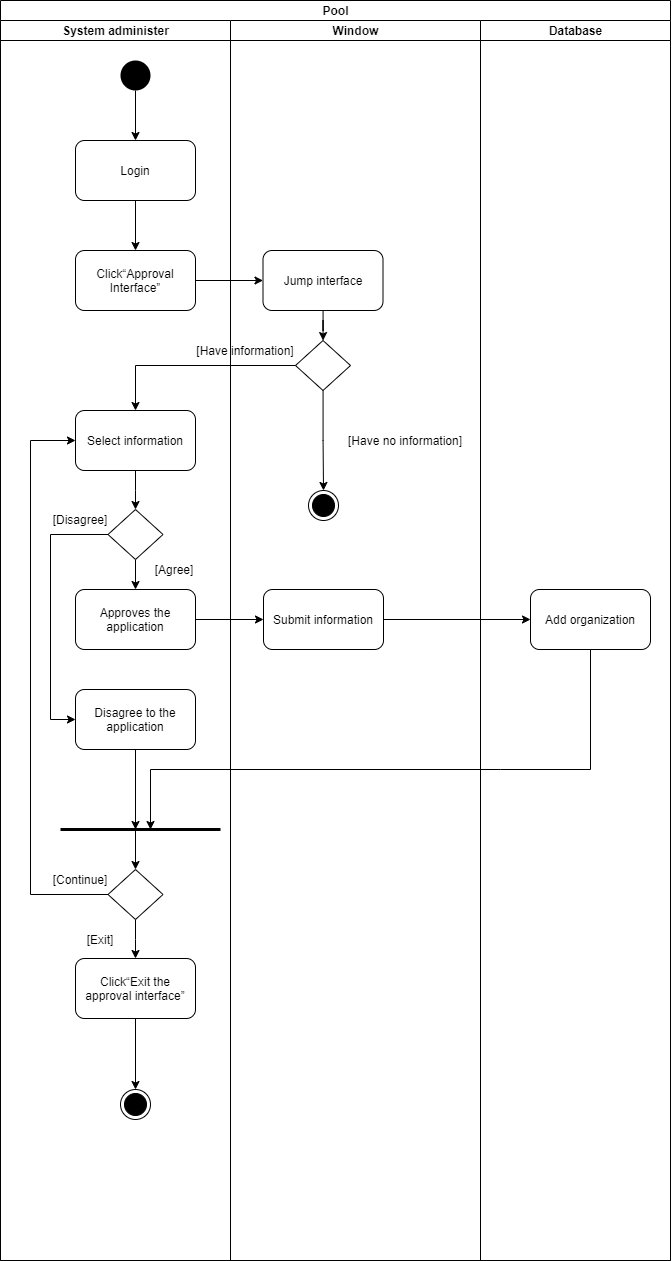 Pool
System administer
Window
Database
Login
Click“Approval
Interface”
Jump interface
[Have information]
Select information
[Have no information]
[Disagree]
[Agree]
Approves the
application
Submit information
Add organization
Disagree to the
application
[Continue]
[Exit]
Click“Exit the
approval interface”